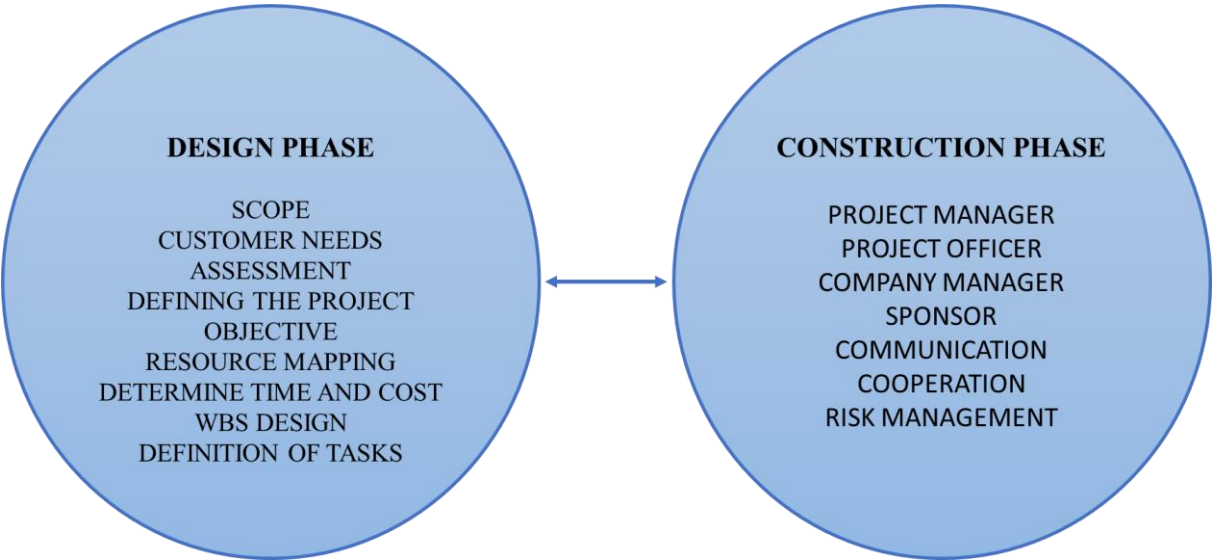 DESIGN PHASE
SCOPE
CUSTOMER NEEDS
ASSESSMENT
DEFINING THE PROJECT
OBJECTIVE
RESOURCE MAPPING
DETERMINE TIME AND COST
WBS DESIGN
DEFINITION OF TASKS
CONSTRUCTION PHASE
PROJECT MANAGER
PROJECT OFFICER
COMPANY MANAGER
SPONSOR
COMMUNICATION
COOPERATION
RISK MANAGEMENT